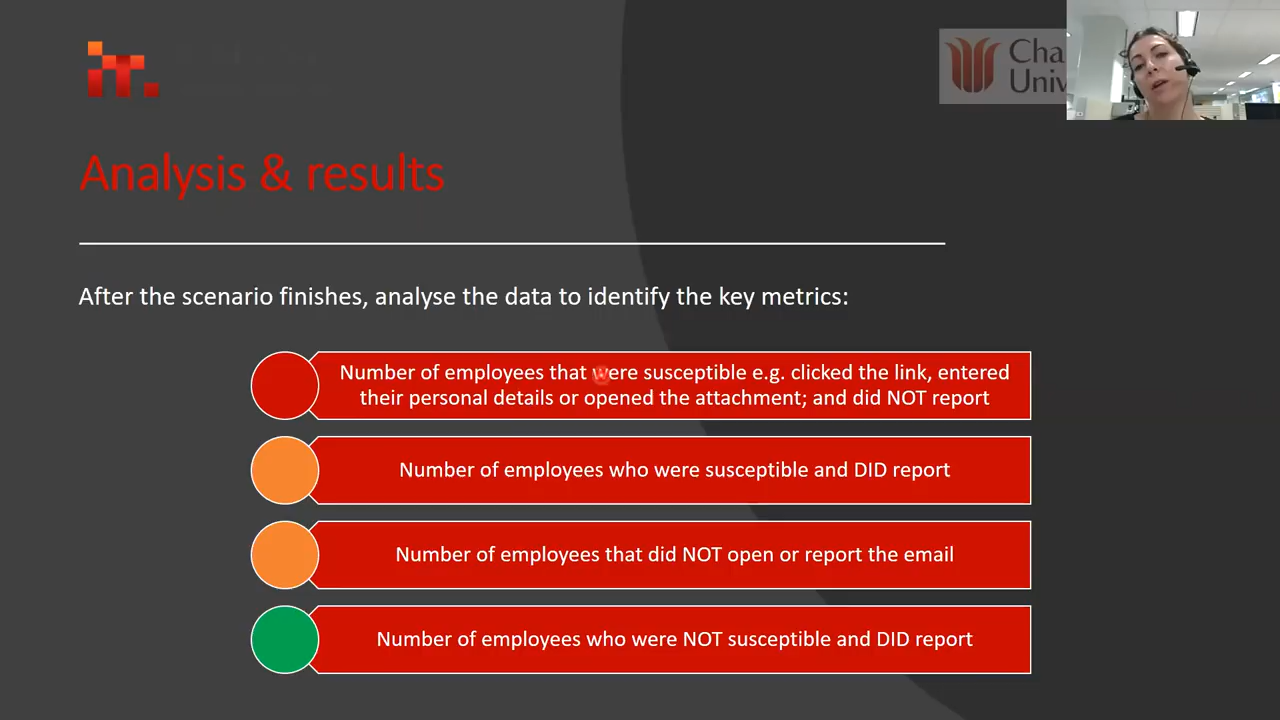 it.
Cha
Univ
Analysis & results
After the scenario finishes, analyse the data to identify the key metrics:
Number of employees that were susceptible e.g. clicked the link, entered
their personal details or opened the attachment; and did NOT report
Number of employees who were susceptible and DID report
Number of employees that did NOT open or report the email
Number of employees who were NOT susceptible and DID report